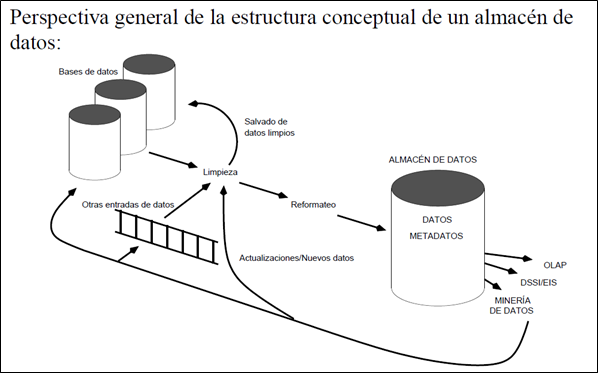 Perspectiva general de la estructura conceptual de un almacén de
datos:
Bases de datos
Salvado de
datos limpios
ALMACÉN DE DATOS
Limpieza
Otras entradas de datos
Reformateo
DATOS
METADATOS
Actualizaciones/Nuevos datos
OLAP
DSSI/EIS
MINERÍA
DE DATOS